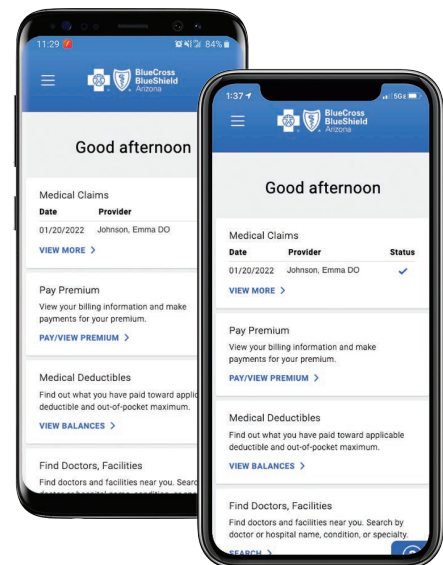 11:29
84%
BlueCross
BlueShield
Arizona
Good afternoon
Medical Claims
Date Provider
01/20/2022 Johnson, Emma DO
VIEW MORE >
Pay Premium
View your billing information and make
payments for your premium.
PAY/VIEW PREMIUM >
Medical Deductibles
Find out what you have paid toward applic
deductible and out-of-pocket maximum.
VIEW BALANCES >
Find Doctors, Facilities
Find doctors and facilities near you. Searc
1:37
5GE
BlueCross
BlueShield
Arizona
Good afternoon
Medical Claims
Date Provider Status
01/20/2022 Johnson, Emma DO ✓
VIEW MORE >
Pay Premium
View your billing information and make
payments for your premium.
PAY/VIEW PREMIUM >
Medical Deductibles
Find out what you have paid toward applicable
deductible and out-of-pocket maximum.
VIEW BALANCES >
Find Doctors, Facilities
Find doctors and facilities near you. Search by
doctor or hospital name, condition, or specialty.
SEARCH >